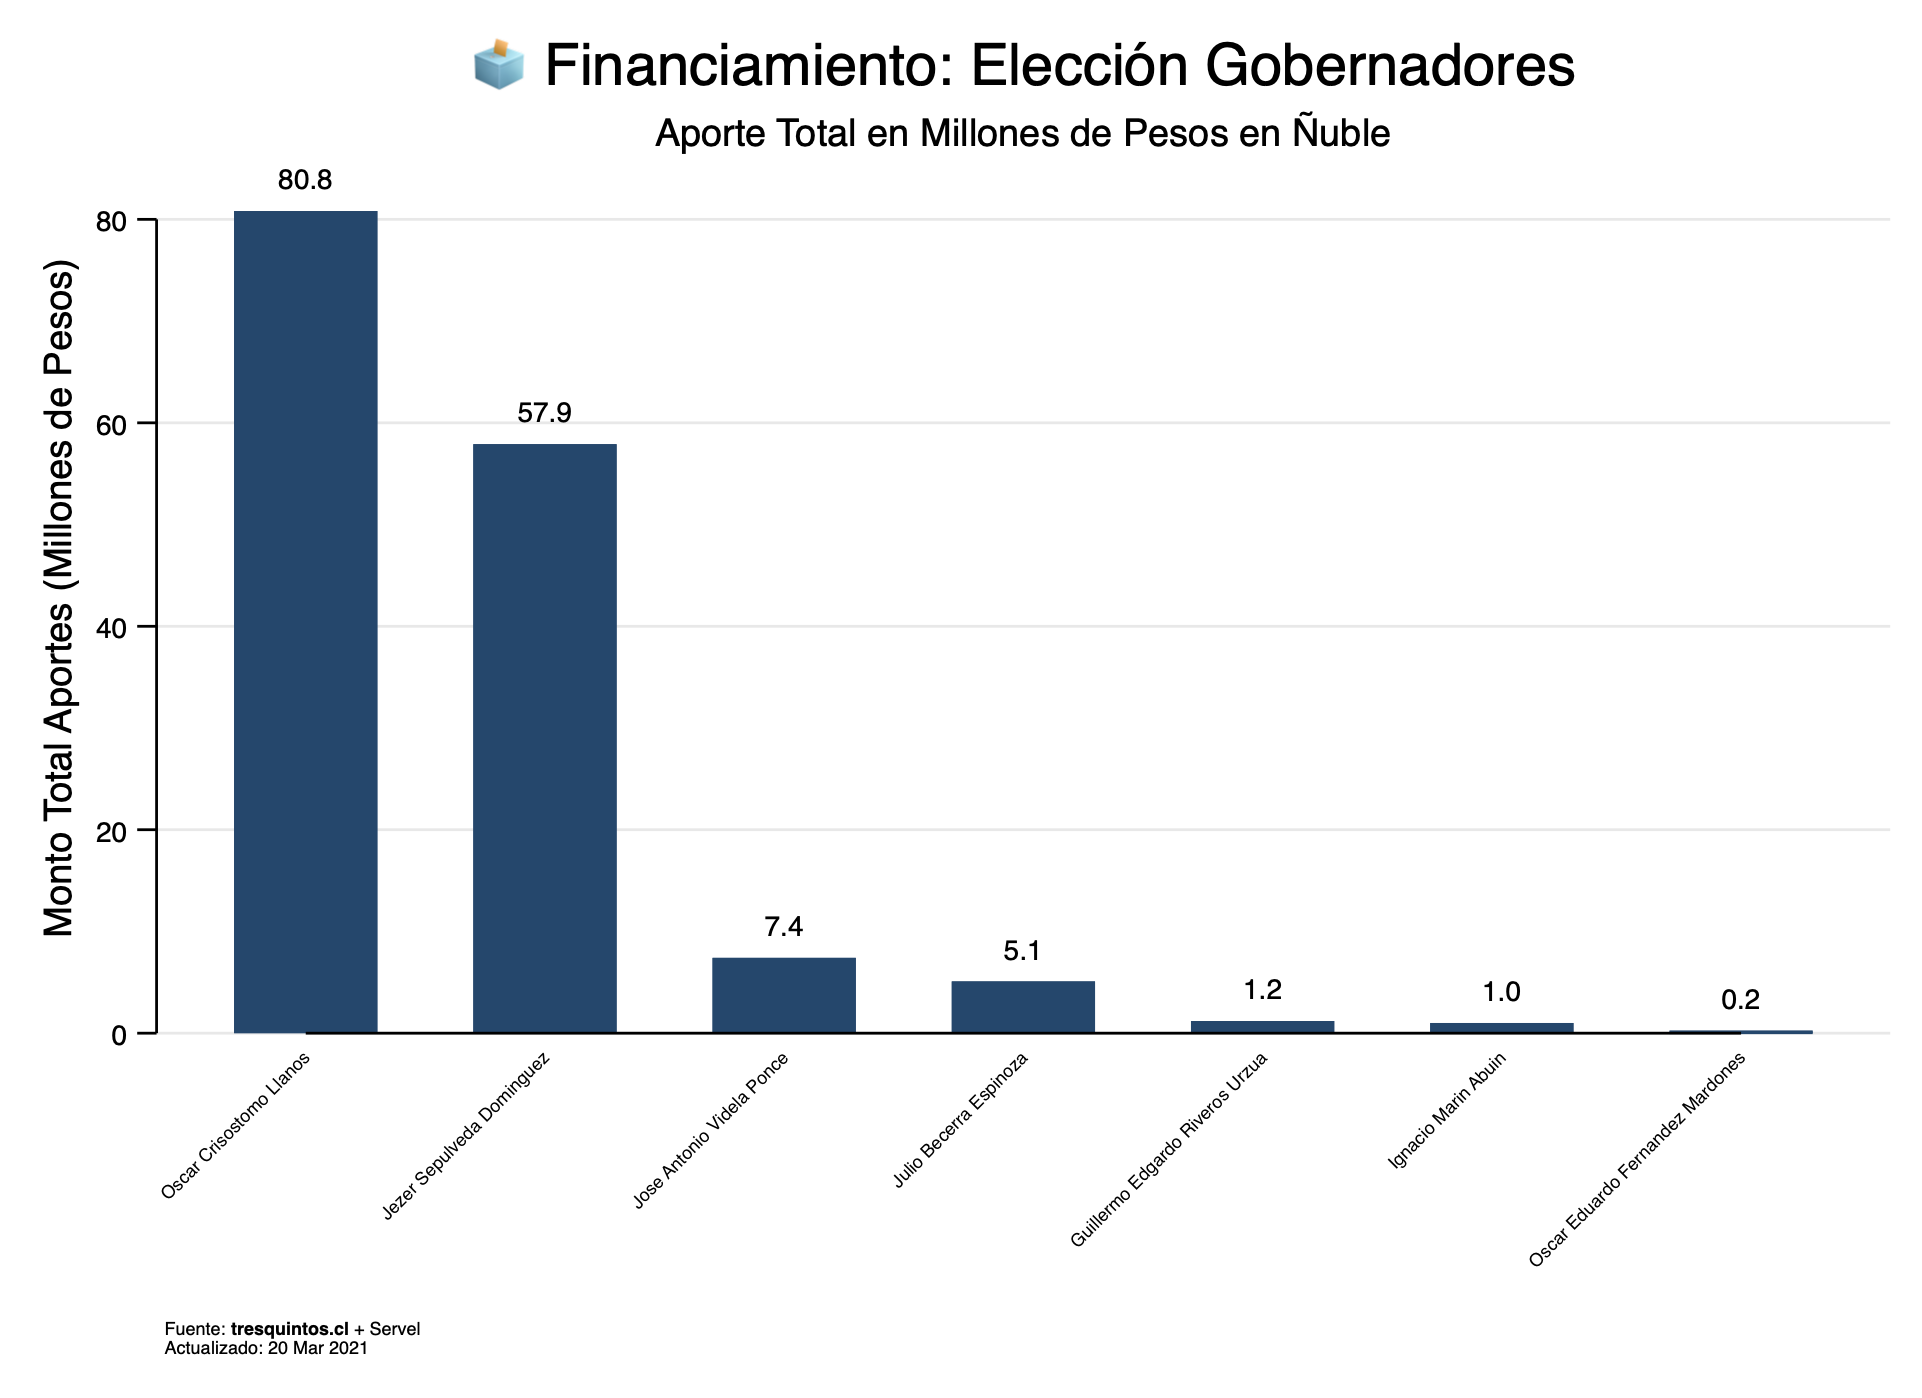 Financiamiento: Elección Gobernadores
Aporte Total en Millones de Pesos en Ñuble
Monto Total Aportes (Millones de Pesos)
80
60
40
20
0
80.8
57.9
7.4
5.1
1.2
1.0
0.2
Oscar Crisostomo Llanos
Jezer Sepulveda Dominguez
Jose Antonio Videla Ponce
Julio Becerra Espinoza
Guillermo Edgardo Riveros Urzua
Ignacio Marin Abuin
Oscar Eduardo Fernandez Mardones
Fuente: tresquintos.cl + Servel
Actualizado: 20 Mar 2021